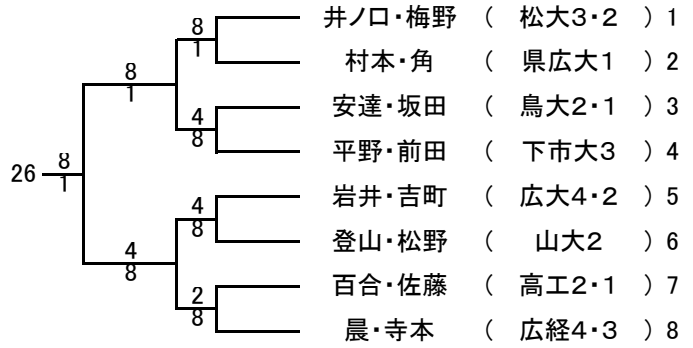 8 井ノ口・梅野 ( 松大3・2 ) 1
1
8 村本・角 ( 県広大1 ) 2
1
4 安達・坂田 ( 鳥大2・1 ) 3
8
平野・前田 ( 下市大3 ) 4
26 8
1
4 岩井・吉町 ( 広大4・2 ) 5
8
4 登山・松野 ( 山大2 ) 6
8
2 百合・佐藤 ( 高工2・1 ) 7
8
晨・寺本 ( 広経4・3 ) 8